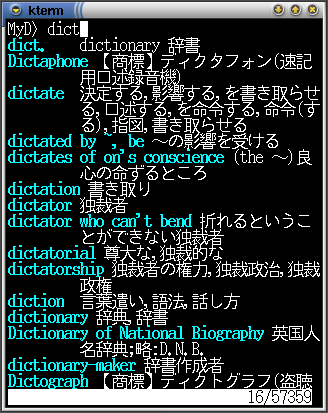 kterm
MyD〉 dict
dict.  dictionary 辞書
Dictaphone 【商標】ディクタフォン(速記
用口述録音機)
dictate  決定する,影響する,を書き取らせ
る,口述する,を命令する,命令(す
る),指図,書き取らせる
dictated by -,be 〜の影響を受ける
dictates of on's conscience (the 〜)良
心の命ずるところ
dictation 書き取り
dictator 独裁者
dictator who can't bend 折れるというこ
とができない独裁者
dictatorial 尊大な,独裁的な
dictatorship 独裁者の権力,独裁政治,独裁
政権
diction  言葉遣い,語法,話し方
dictionary 辞典,辞書
Dictionary of National Riography 英国人
名辞典;略:D.N.B.
dictionary-maker 辞書作成者
Dictograph 【商標】ディクトグラフ(盗聴
16/57359